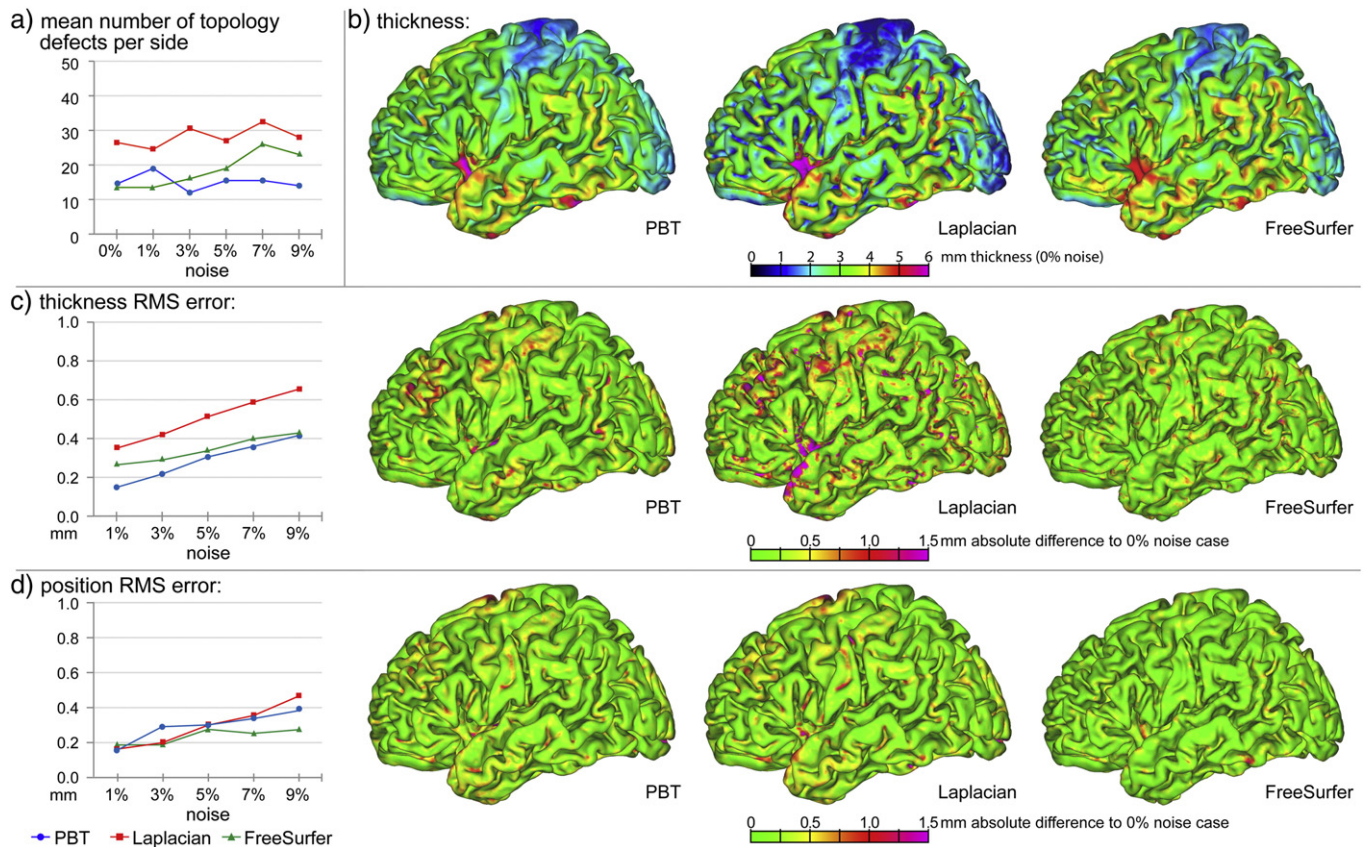 a) mean number of topology
defects per side
50
40
30
20
10
0
0% 1% 3% 5% 7% 9%
noise
b) thickness:
PBT
Laplacian
FreeSurfer
0 1 2 3 4 5 6 mm thickness (0% noise)
c) thickness RMS error:
1.0
0.8
0.6
0.4
0.2
0.0
mm 1% 3% 5% 7% 9%
noise
PBT
Laplacian
FreeSurfer
0 0.5 1.0 1.5 mm absolute difference to 0% noise case
d) position RMS error:
1.0
0.8
0.6
0.4
0.2
0.0
mm 1% 3% 5% 7% 9%
noise
PBT Laplacian FreeSurfer
PBT
Laplacian
FreeSurfer
0 0.5 1.0 1.5 mm absolute difference to 0% noise case